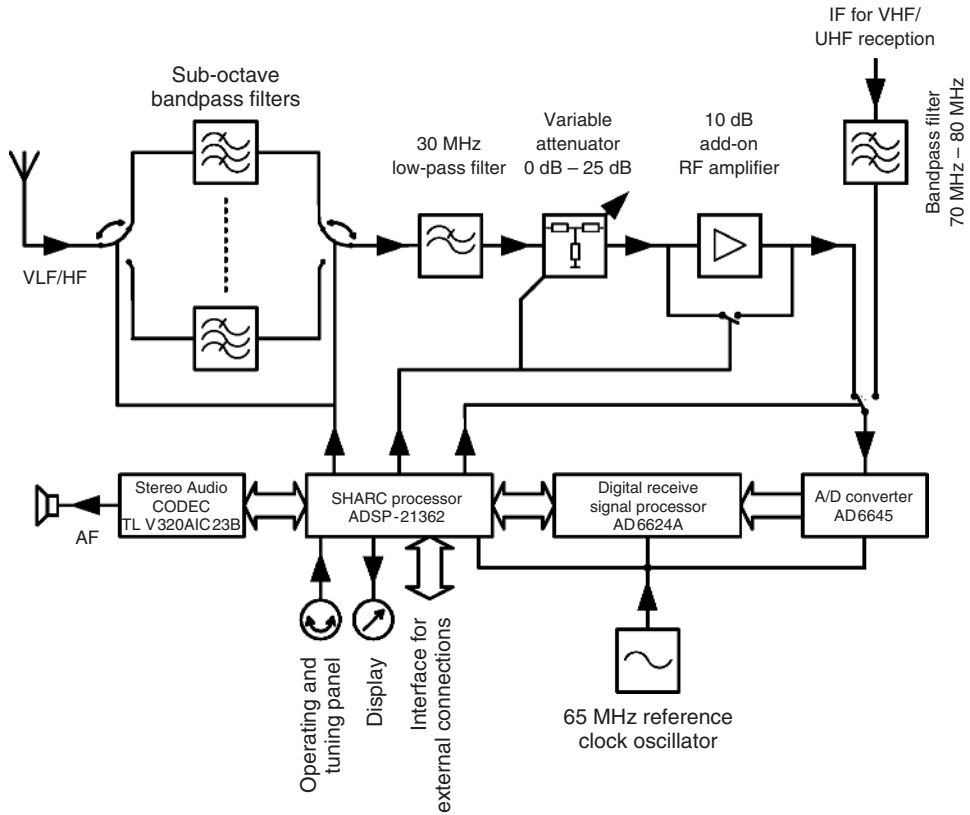 IF for VHF/
UHF reception
Sub-octave
bandpass filters
Bandpass filter
70 MHz – 80 MHz
30 MHz
low-pass filter
Variable
attenuator
0 dB – 25 dB
10 dB
add-on
RF amplifier
VLF/HF
Stereo Audio
CODEC
TL V320AIC23B
SHARC processor
ADSP-21362
Digital receive
signal processor
AD6624A
A/D converter
AD6645
AF
Operating and
tuning panel
Display
Interface for
external connections
65 MHz reference
clock oscillator